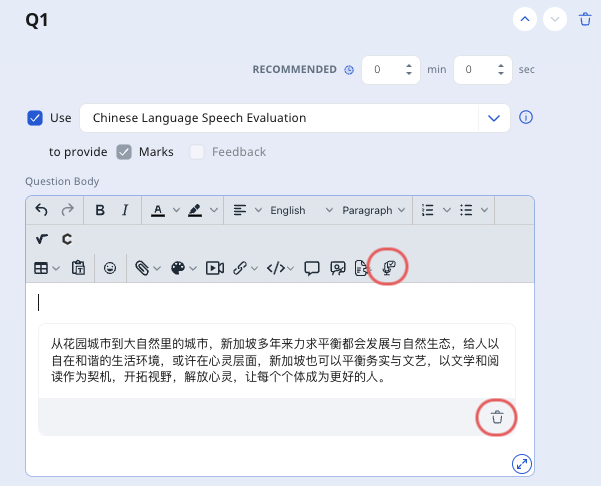 Q1
RECOMMENDED 0 min 0 sec
Use Chinese Language Speech Evaluation
to provide Marks Feedback
Question Body
B I A English Paragraph
从花园城市到大自然里的城市，新加坡多年来力求平衡都会发展与自然生态，给人以
自在和谐的生活环境，或许在心灵层面，新加坡也可以平衡务实与文艺，以文学和阅
读作为契机，开拓视野，解放心灵，让每个个体成为更好的人。